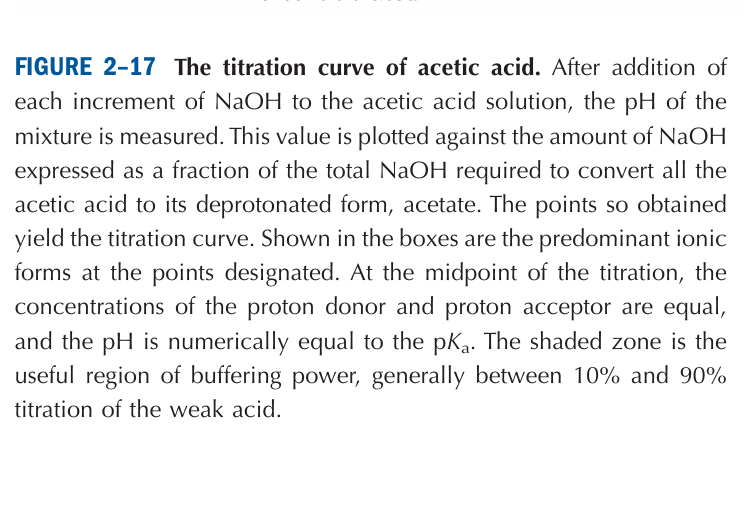 FIGURE 2–17 The titration curve of acetic acid. After addition of
each increment of NaOH to the acetic acid solution, the pH of the
mixture is measured. This value is plotted against the amount of NaOH
expressed as a fraction of the total NaOH required to convert all the
acetic acid to its deprotonated form, acetate. The points so obtained
yield the titration curve. Shown in the boxes are the predominant ionic
forms at the points designated. At the midpoint of the titration, the
concentrations of the proton donor and proton acceptor are equal,
and the pH is numerically equal to the pKa. The shaded zone is the
useful region of buffering power, generally between 10% and 90%
titration of the weak acid.